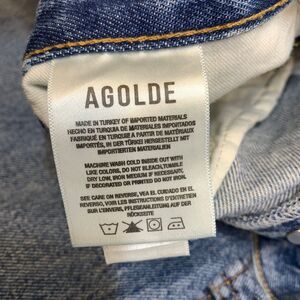 AGOLDE
MADE IN TURKEY OF IMPORTED MATERIALS
HECHO EN TURQUIA DE MATERIALES IMPORTADOS
FABRIQUÉ EN TURQUIE À PARTIR DE MATÉRIAUX
IMPORTÉS, IN DER TÜRKEI HERGESTELLT MIT
IMPORTIERTEN MATERIALIEN
MACHINE WASH COLD INSIDE OUT WITH
LIKE COLORS, DO NOT BLEACH, TUMBLE
DRY LOW, IRON MEDIUM IF NECESSARY.
IF DECORATED OR PRINTED, DO NOT IRON
SEE CARE ON REVERSE, VEA EL CUIDADO EN EL
REVERSO, VOIR LES INSTRUCTIONS D'ENTRETIEN
SUR L'ENVERS, PFLEGEANLEITUNG AUF DER
RÜCKSEITE